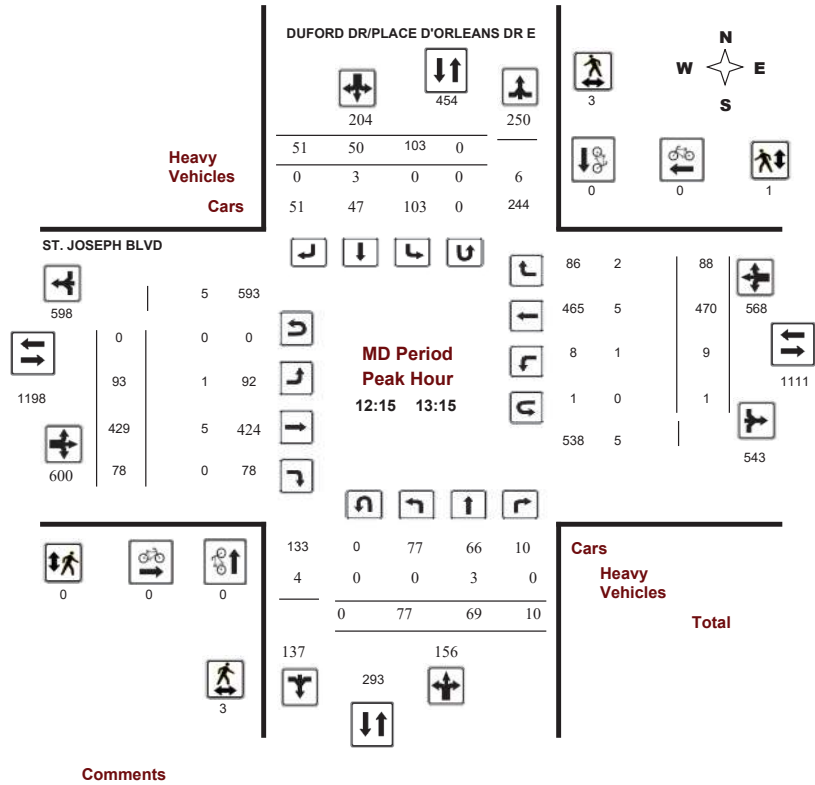 DUFORD DR/PLACE D'ORLEANS DR E
N
W E
S
454
204
250
3
51 50 103 0
Heavy
Vehicles
0 3 0 0 6
Cars
51 47 103 0 244
0 0 1
ST. JOSEPH BLVD
598
5 593
0 0 0
1198
93 1 92
429 5 424
600
78 0 78
MD Period
Peak Hour
12:15 13:15
86 2 88
465 5 470
568
8 1 9
1111
1 0 1
538 5
543
0 0 0
133 0 77 66 10
4 0 0 3 0
0 77 69 10
Cars
Heavy
Vehicles
Total
137
156
293
3
Comments